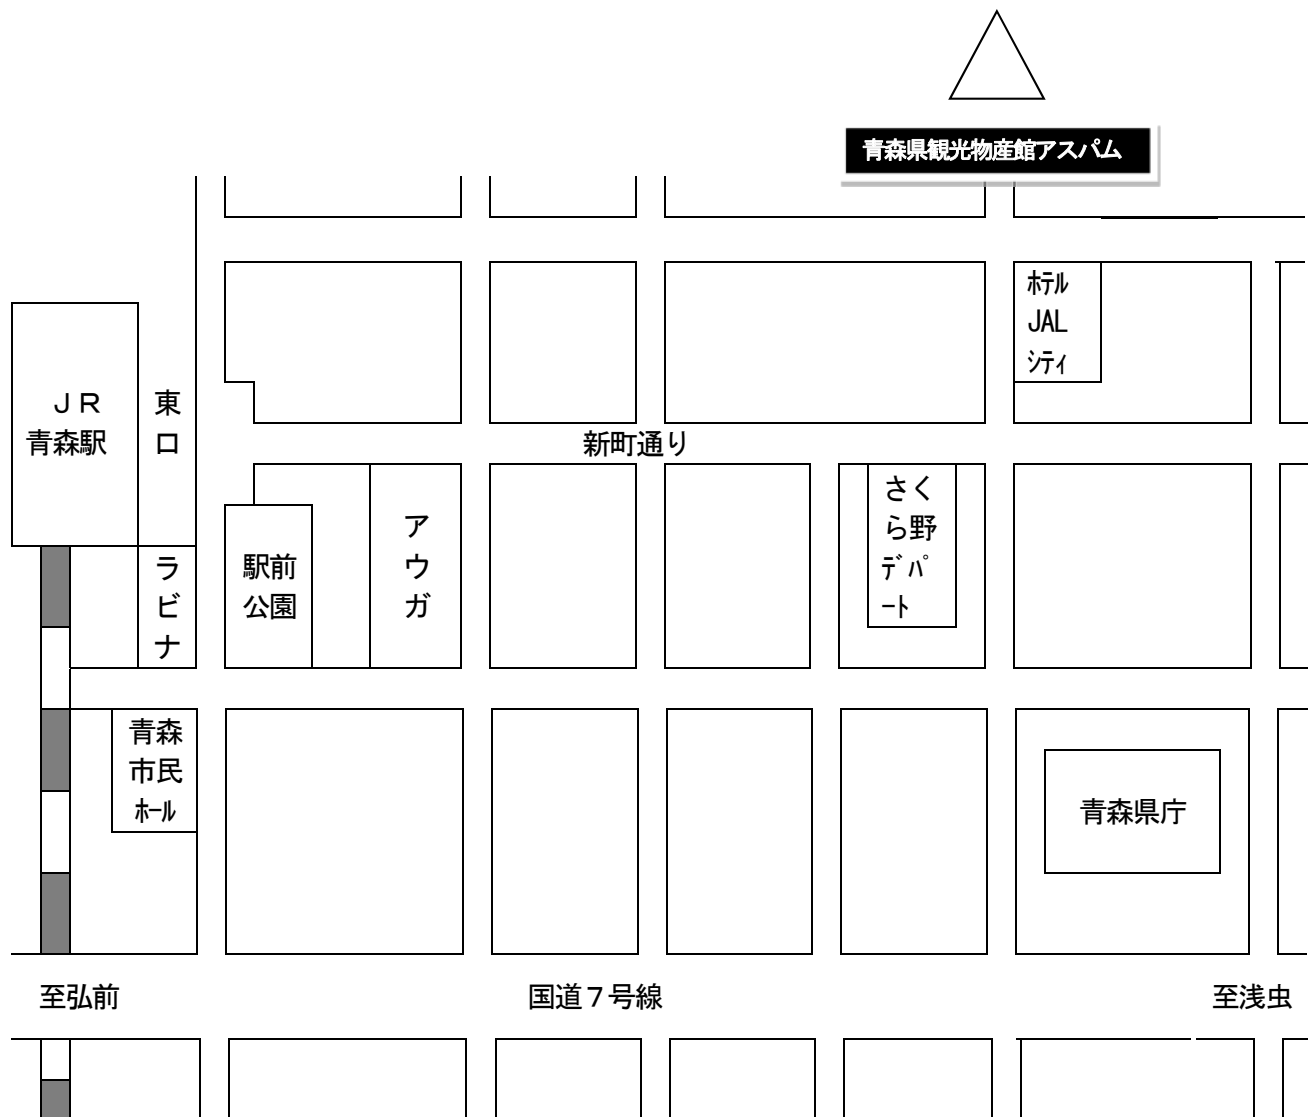 青森県観光物産館アスパム
ﾎﾃﾙ
JAL
ｼﾃｨ
ＪＲ
青森駅
東
口
新町通り
さく
ら野
ﾃﾞﾊﾟ
ｰﾄ
ア
ウ
ガ
駅前
公園
ラ
ビ
ナ
青森
市民
ﾎｰﾙ
青森県庁
至弘前
国道７号線
至浅虫